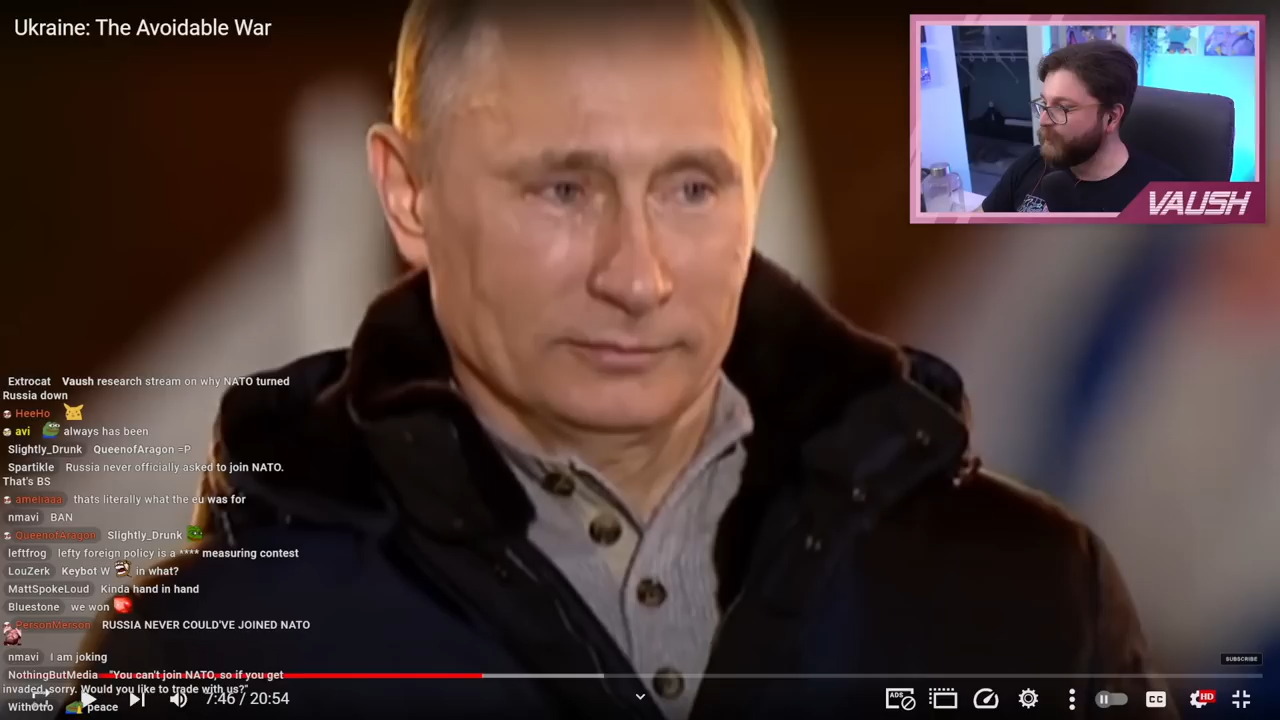 Ukraine: The Avoidable War
VAUSH
Extrocat Vaush research stream on why NATO turned
Russia down
HeeHo
avi always has been
Slightly_Drunk QueenofAragon =P
Spartikle Russia never officially asked to join NATO.
That's BS
ameliaaa thats literally what the eu was for
nmavi BAN
QueenofAragon Slightly_Drunk
leftfrog lefty foreign policy is a **** measuring contest
LouZerk Keybot W in what?
MattSpokeLoud Kinda hand in hand
Bluestone we won
PersonMerson RUSSIA NEVER COULD'VE JOINED NATO
nmavi I am joking
NothingButMedia "You can't join NATO, so if you get
invaded, sorry. Would you like to trade with us?"
Withotro peace
SUBSCRIBE
7:46 / 20:54
ADS
CC
HD